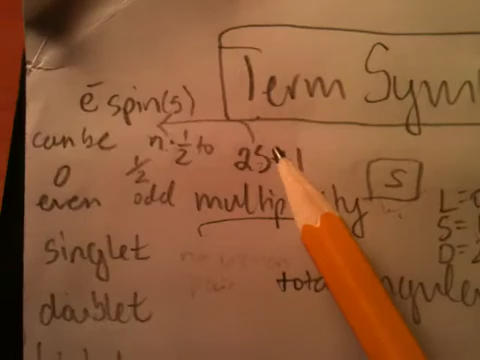 Term Sym
ē spin(s)
can be n·½ to 2S+1
0 ½ S
even odd multiplicity L=
S=
singlet D=
doublet total angular